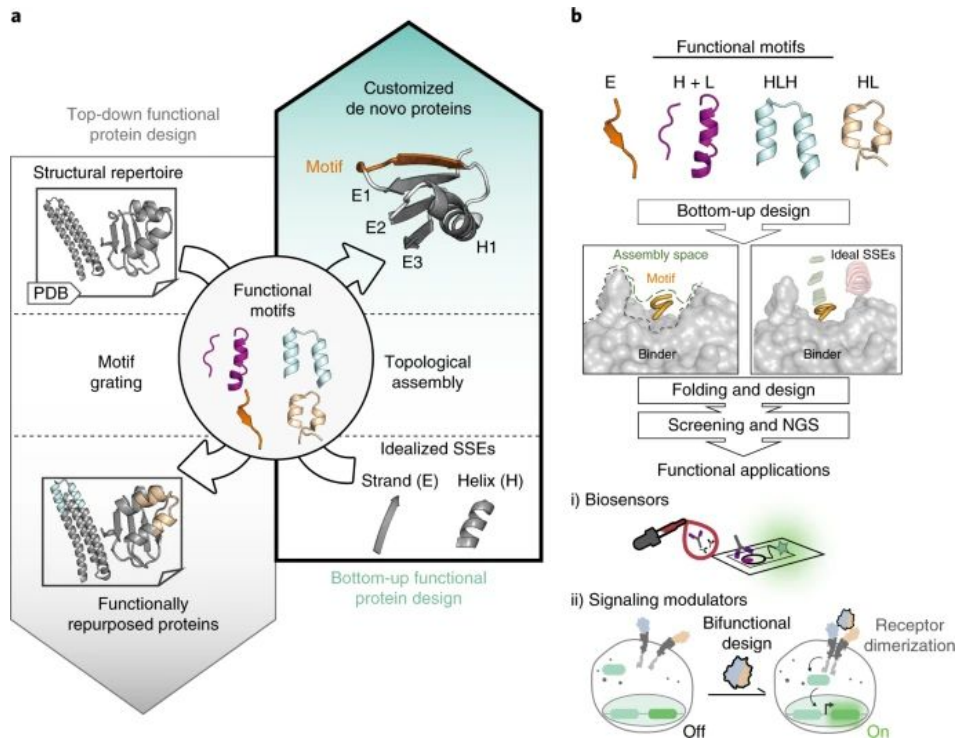 a
Top-down functional
protein design
Structural repertoire
PDB
Motif
grating
Functionally
repurposed proteins
Functional
motifs
Customized
de novo proteins
Motif
E1
E2
E3
H1
Topological
assembly
Idealized SSEs
Strand (E)
Helix (H)
Bottom-up functional
protein design
b
Functional motifs
E
H + L
HLH
HL
Bottom-up design
Assembly space
Motif
Binder
Ideal SSEs
Binder
Folding and design
Screening and NGS
Functional applications
i) Biosensors
ii) Signaling modulators
Bifunctional
design
Receptor
dimerization
Off
On